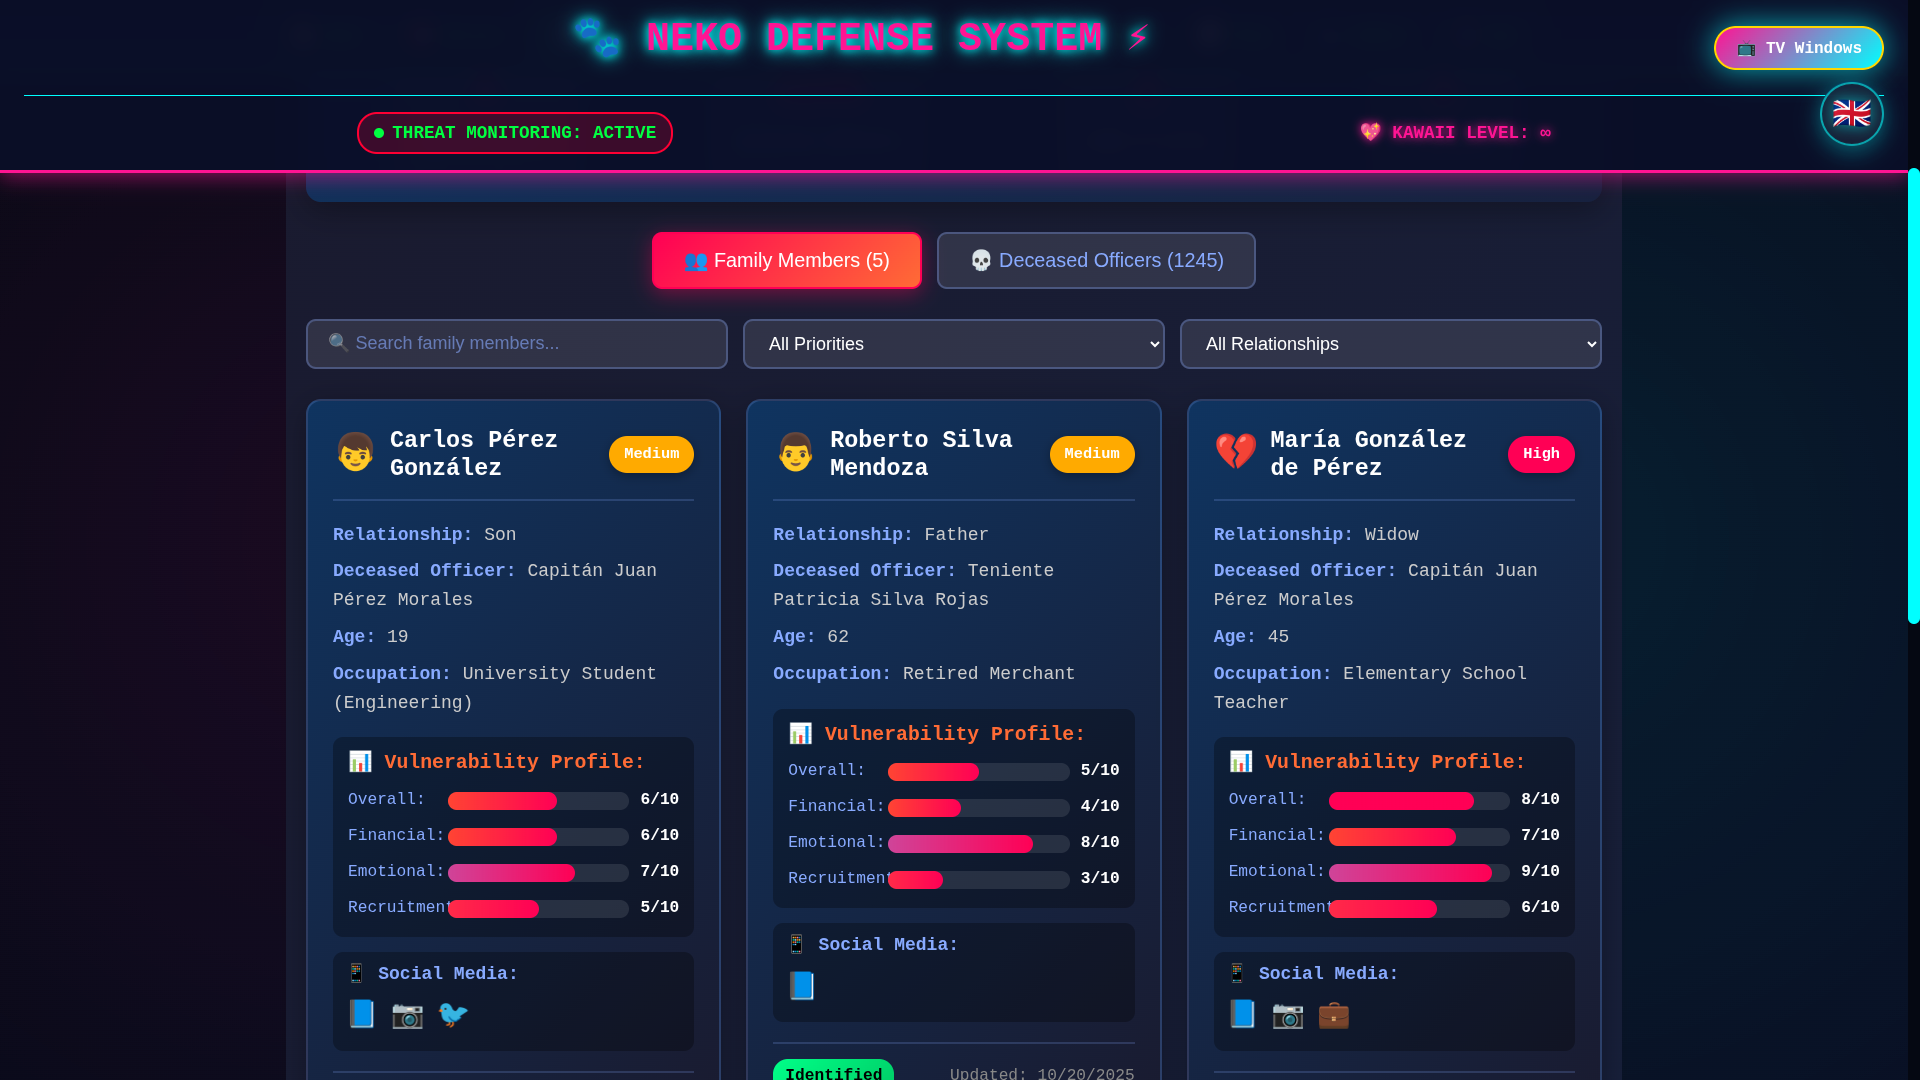 NEKO DEFENSE SYSTEM
TV Windows
THREAT MONITORING: ACTIVE
KAWAII LEVEL: ∞
Family Members (5)
Deceased Officers (1245)
Search family members...
All Priorities
All Relationships
Carlos Pérez
González
Medium
Relationship: Son
Deceased Officer: Capitán Juan
Pérez Morales
Age: 19
Occupation: University Student
(Engineering)
Vulnerability Profile:
Overall: 6/10
Financial: 6/10
Emotional: 7/10
Recruitment 5/10
Social Media:
Roberto Silva
Mendoza
Medium
Relationship: Father
Deceased Officer: Teniente
Patricia Silva Rojas
Age: 62
Occupation: Retired Merchant
Vulnerability Profile:
Overall: 5/10
Financial: 4/10
Emotional: 8/10
Recruitment 3/10
Social Media:
Identified
Updated: 10/20/2025
María González
de Pérez
High
Relationship: Widow
Deceased Officer: Capitán Juan
Pérez Morales
Age: 45
Occupation: Elementary School
Teacher
Vulnerability Profile:
Overall: 8/10
Financial: 7/10
Emotional: 9/10
Recruitment 6/10
Social Media: